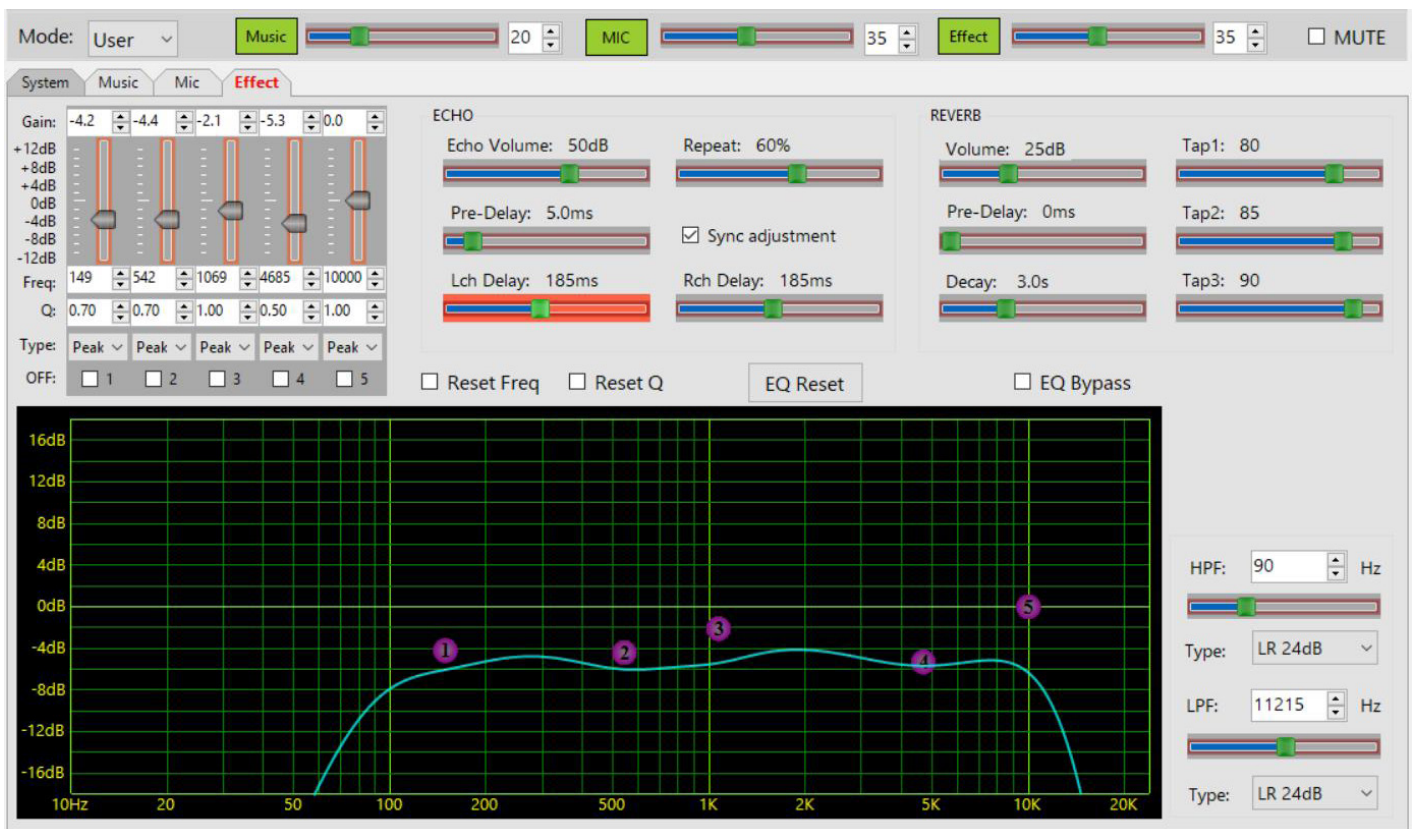 Mode: User Music 20 MIC 35 Effect 35 MUTE
System Music Mic Effect
Gain: -4.2 -4.4 -2.1 -5.3 0.0
+12dB
+8dB
+4dB
0dB
-4dB
-8dB
-12dB
Freq: 149 542 1069 4685 10000
Q: 0.70 0.70 1.00 0.50 1.00
Type: Peak Peak Peak Peak Peak
OFF: 1 2 3 4 5
ECHO
Echo Volume: 50dB Repeat: 60%
Pre-Delay: 5.0ms
Sync adjustment
Lch Delay: 185ms Rch Delay: 185ms
REVERB
Volume: 25dB Tap1: 80
Pre-Delay: 0ms Tap2: 85
Decay: 3.0s Tap3: 90
Reset Freq Reset Q EQ Reset EQ Bypass
16dB
12dB
8dB
4dB
0dB
-4dB
-8dB
-12dB
-16dB
1 2 3 4 5
10Hz 20 50 100 200 500 1K 2K 5K 10K 20K
HPF: 90 Hz
Type: LR 24dB
LPF: 11215 Hz
Type: LR 24dB